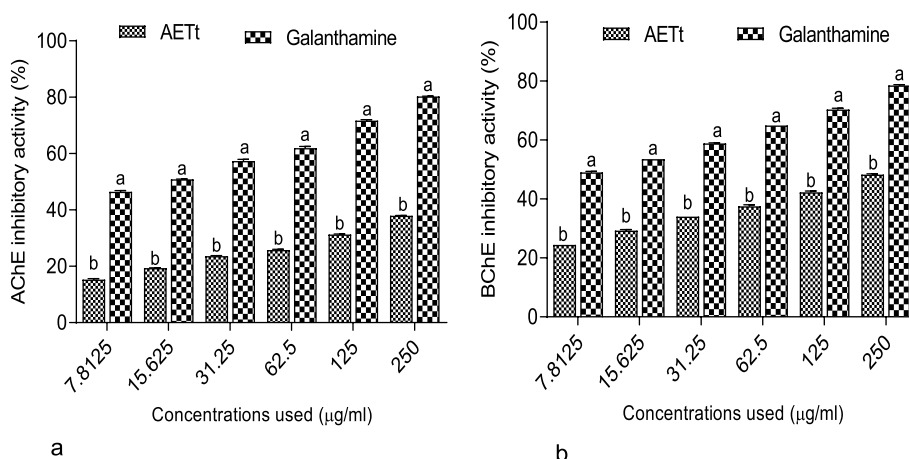 AETt
Galanthamine
AChE inhibitory activity (%)
100
80
60
40
20
0
b a b a b a b a b a b a
7.8125 15.625 31.25 62.5 125 250
Concentrations used (μg/ml)
a
AETt
Galanthamine
BChE inhibitory activity (%)
100
80
60
40
20
0
b a b a b a b a b a b a
7.8125 15.625 31.25 62.5 125 250
Concentrations used (μg/ml)
b